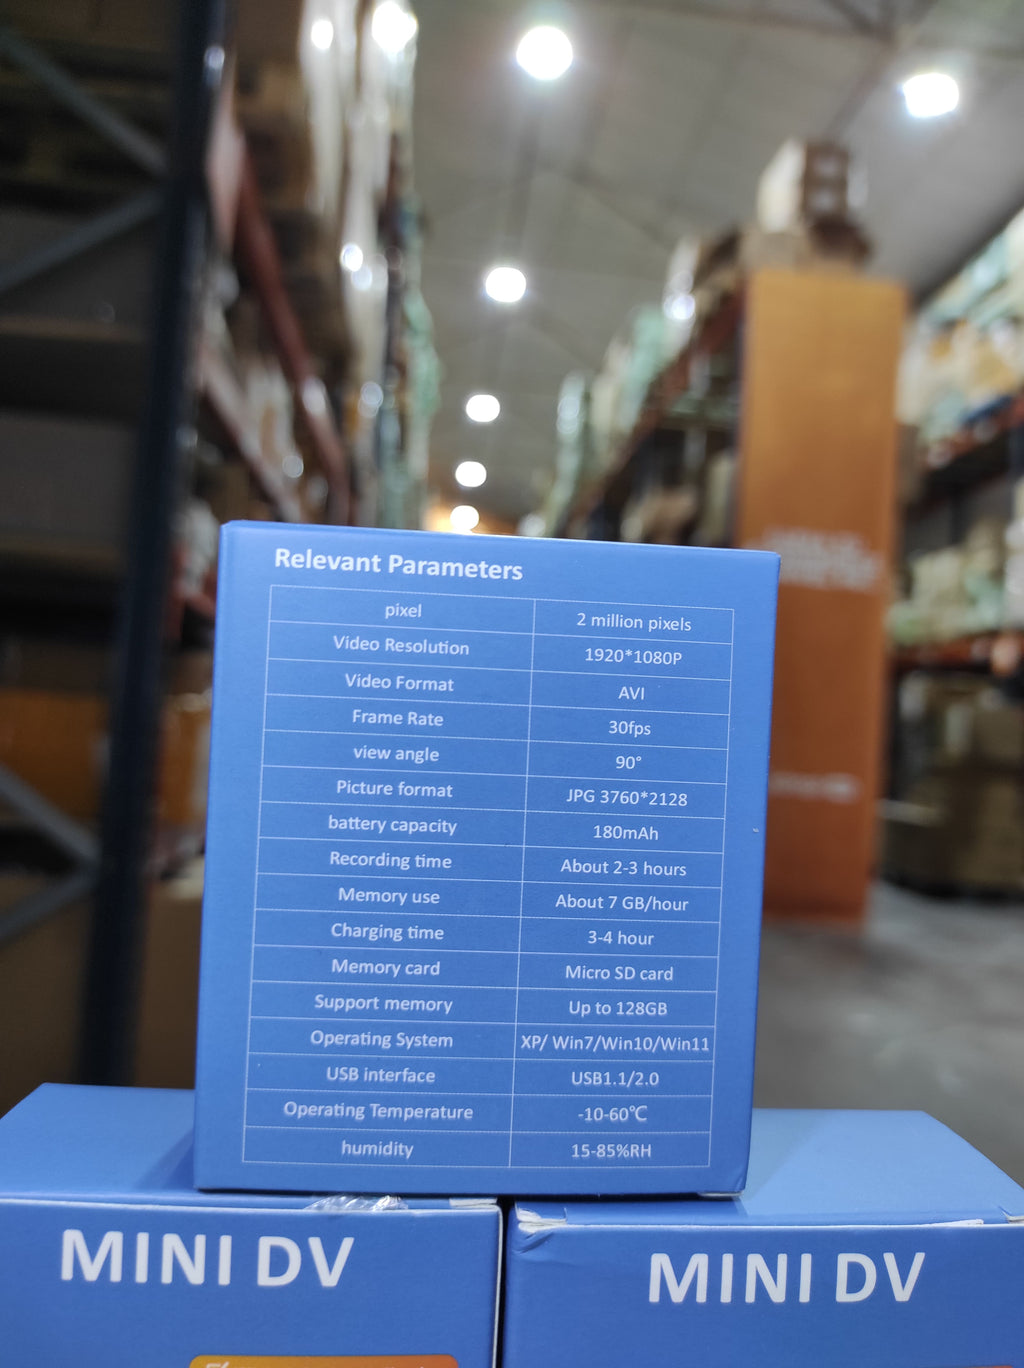 Relevant Parameters
pixel 2 million pixels
Video Resolution 1920*1080P
Video Format AVI
Frame Rate 30fps
view angle 90°
Picture format JPG 3760*2128
battery capacity 180mAh
Recording time About 2-3 hours
Memory use About 7 GB/hour
Charging time 3-4 hour
Memory card Micro SD card
Support memory Up to 128GB
Operating System XP/ Win7/Win10/Win11
USB interface USB1.1/2.0
Operating Temperature -10-60℃
humidity 15-85%RH
MINI DV
MINI DV